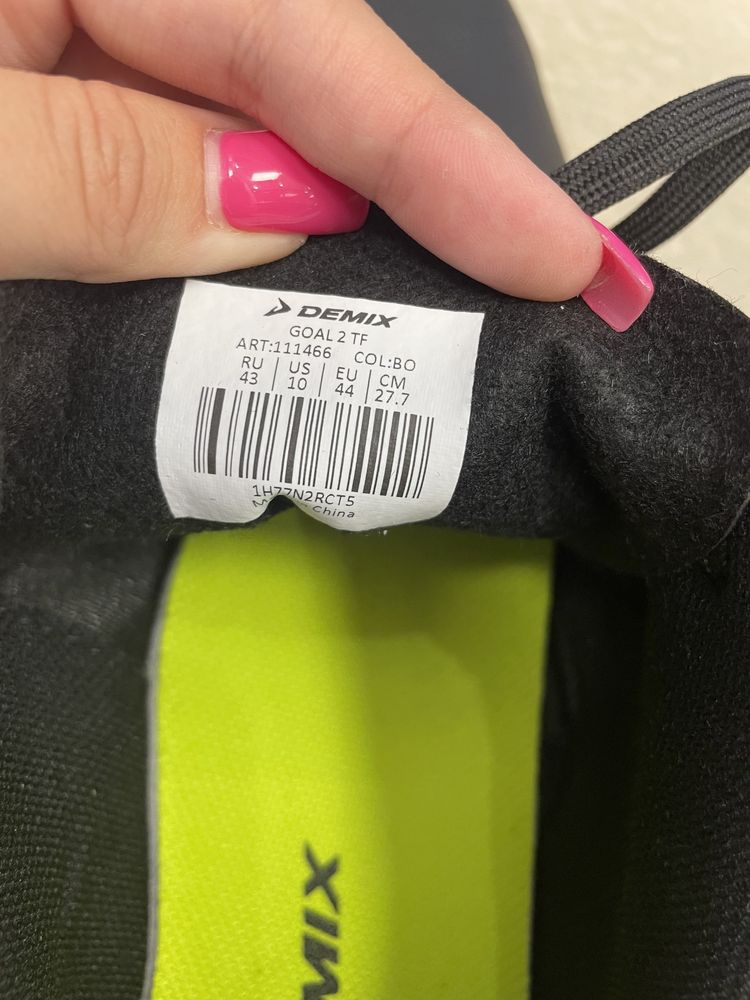 DEMIX
GOAL 2 TF
ART:111466 COL:BO
RU US EU CM
43 10 44 27.7
1H77N2RCT5
China
MIX